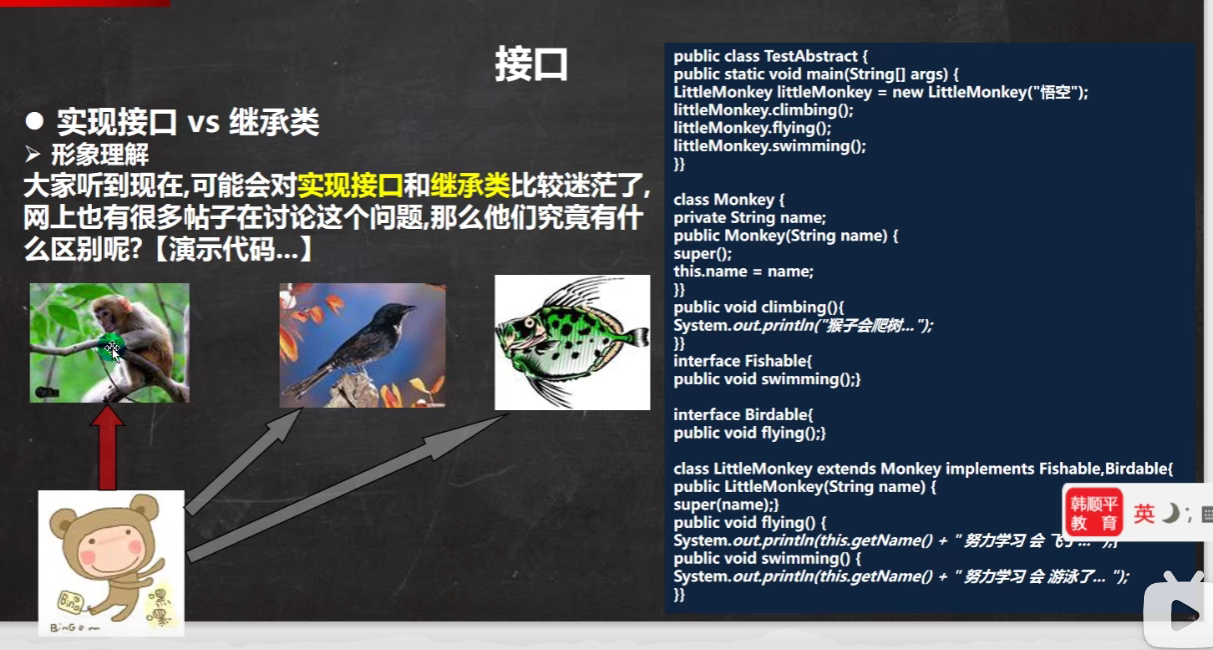 接口
● 实现接口 vs 继承类
➢ 形象理解
大家听到现在,可能会对实现接口和继承类比较迷茫了,
网上也有很多帖子在讨论这个问题,那么他们究竟有什
么区别呢?【演示代码...】
Bing
嘿
嘿
BinGo
public class TestAbstract {
public static void main(String[] args) {
LittleMonkey littleMonkey = new LittleMonkey("悟空");
littleMonkey.climbing();
littleMonkey.flying();
littleMonkey.swimming();
}}
class Monkey {
private String name;
public Monkey(String name) {
super();
this.name = name;
}}
public void climbing(){
System.out.println("猴子会爬树...");
}}
interface Fishable{
public void swimming();}
interface Birdable{
public void flying();}
class LittleMonkey extends Monkey implements Fishable,Birdable{
public LittleMonkey(String name) {
super(name);}
public void flying() {
System.out.println(this.getName() + " 努力学习 会 飞
public void swimming() {
System.out.println(this.getName() + " 努力学习 会 游泳了... ");
}}
韩顺平
教 育
英